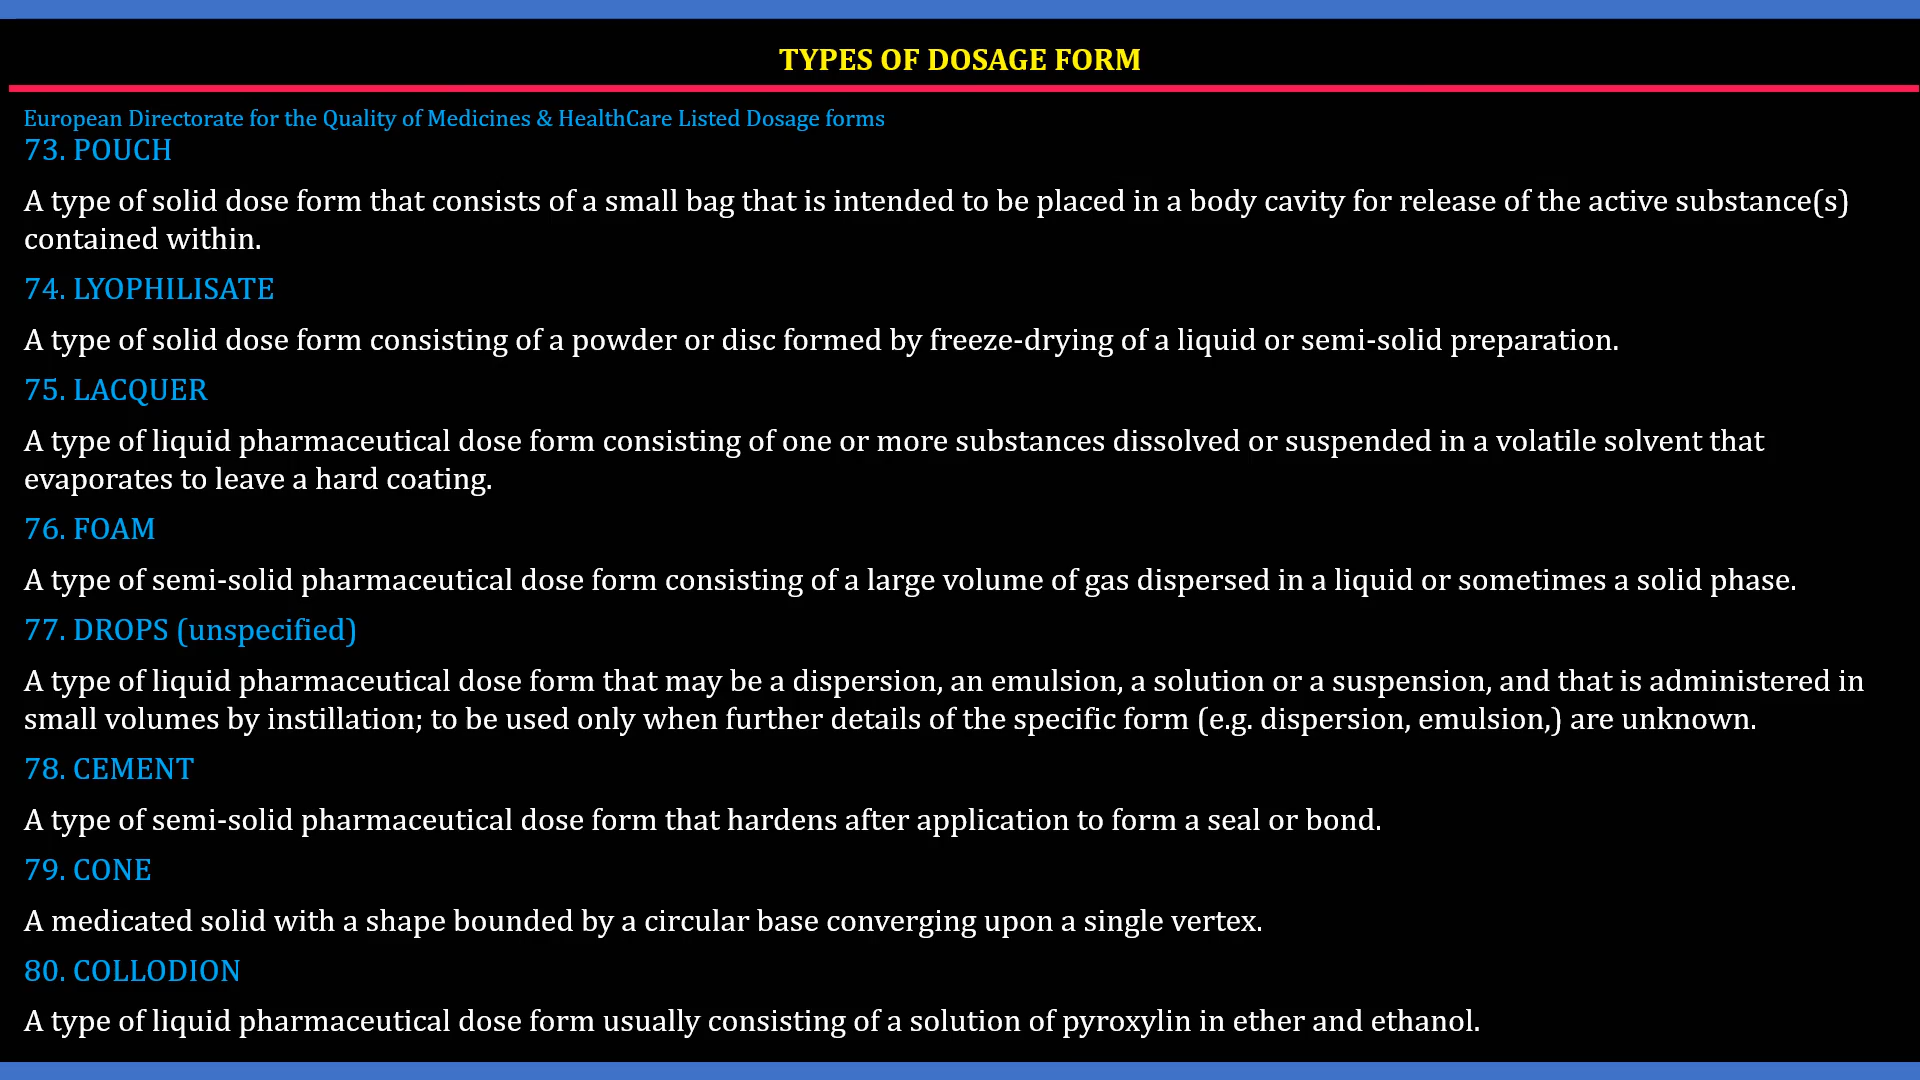 TYPES OF DOSAGE FORM
European Directorate for the Quality of Medicines & HealthCare Listed Dosage forms
73. POUCH
A type of solid dose form that consists of a small bag that is intended to be placed in a body cavity for release of the active substance(s)
contained within.
74. LYOPHILISATE
A type of solid dose form consisting of a powder or disc formed by freeze-drying of a liquid or semi-solid preparation.
75. LACQUER
A type of liquid pharmaceutical dose form consisting of one or more substances dissolved or suspended in a volatile solvent that
evaporates to leave a hard coating.
76. FOAM
A type of semi-solid pharmaceutical dose form consisting of a large volume of gas dispersed in a liquid or sometimes a solid phase.
77. DROPS (unspecified)
A type of liquid pharmaceutical dose form that may be a dispersion, an emulsion, a solution or a suspension, and that is administered in
small volumes by instillation; to be used only when further details of the specific form (e.g. dispersion, emulsion,) are unknown.
78. CEMENT
A type of semi-solid pharmaceutical dose form that hardens after application to form a seal or bond.
79. CONE
A medicated solid with a shape bounded by a circular base converging upon a single vertex.
80. COLLODION
A type of liquid pharmaceutical dose form usually consisting of a solution of pyroxylin in ether and ethanol.